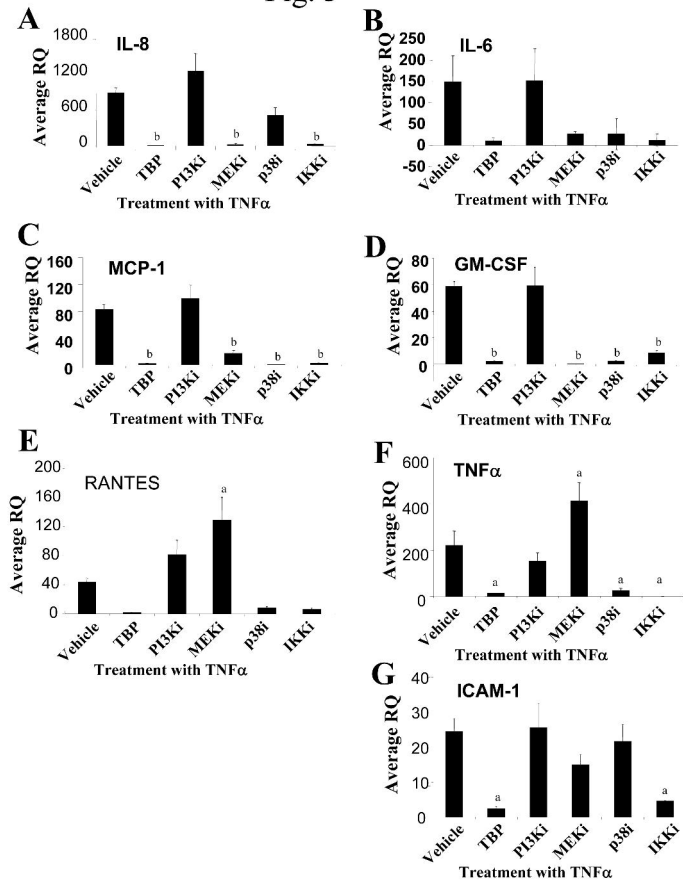 A
IL-8
1800
600
0
Average RQ
b
b
b
Vehicle
TBP
PI3Ki
MEKi
p38i
IKKi
Treatment with TNFα
B
IL-6
250
200
150
100
50
0
-50
Average RQ
Vehicle
TBP
PI3Ki
MEKi
p38i
IKKi
Treatment with TNFα
C
MCP-1
160
120
80
40
0
Average RQ
b
b
b
b
Vehicle
TBP
PI3Ki
MEKi
p38i
IKKi
Treatment with TNFα
D
GM-CSF
80
60
40
20
0
Average RQ
b
b
b
b
Vehicle
TBP
PI3Ki
MEKi
p38i
IKKi
Treatment with TNFα
E
RANTES
200
160
120
80
40
0
Average RQ
a
Vehicle
TBP
PI3Ki
MEKi
p38i
IKKi
Treatment with TNFα
F
TNFα
600
400
200
0
Average RQ
a
a
a
a
Vehicle
TBP
PI3Ki
MEKi
p38i
IKKi
Treatment with TNFα
G
ICAM-1
40
30
20
10
0
Average RQ
a
a
Vehicle
TBP
PI3Ki
MEKi
p38i
IKKi
Treatment with TNFα